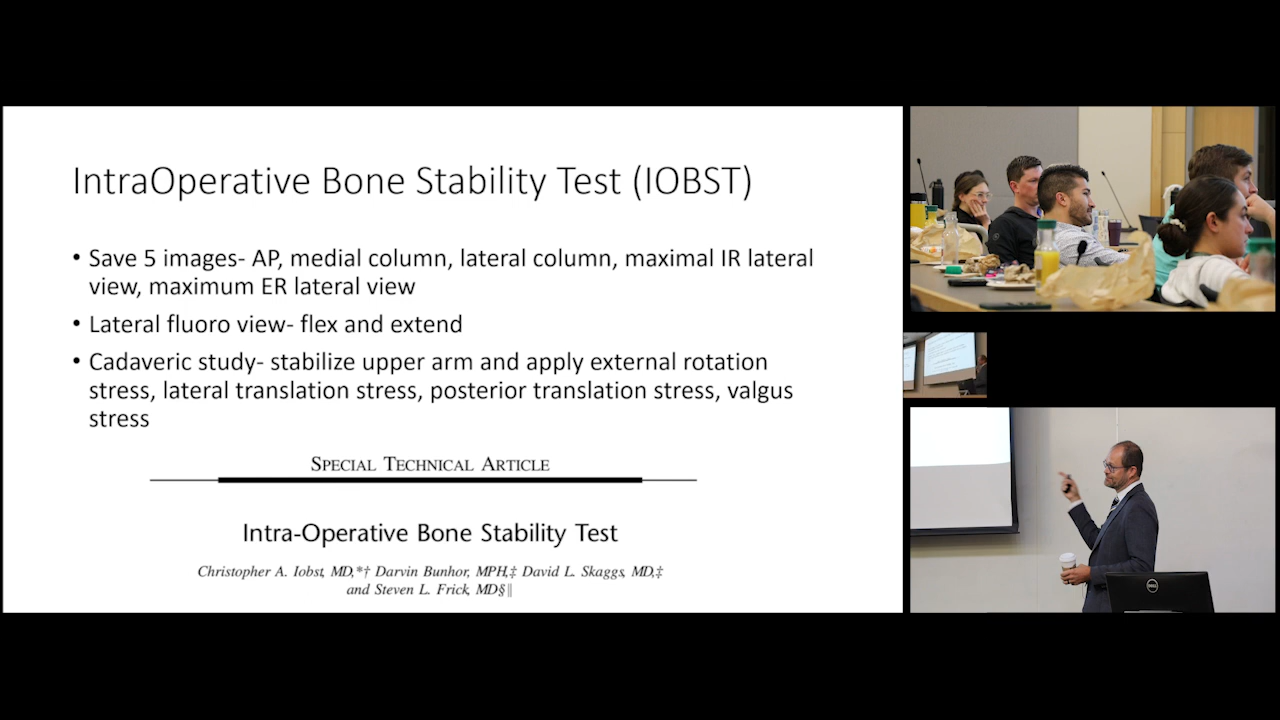 IntraOperative Bone Stability Test (IOBST)
• Save 5 images- AP, medial column, lateral column, maximal IR lateral
view, maximum ER lateral view
• Lateral fluoro view- flex and extend
• Cadaveric study- stabilize upper arm and apply external rotation
stress, lateral translation stress, posterior translation stress, valgus
stress
SPECIAL TECHNICAL ARTICLE
Intra-Operative Bone Stability Test
Christopher A. Iobst, MD,*† Darvin Bunhor, MPH,‡ David L. Skaggs, MD,‡
and Steven L. Frick, MD§||
DELL